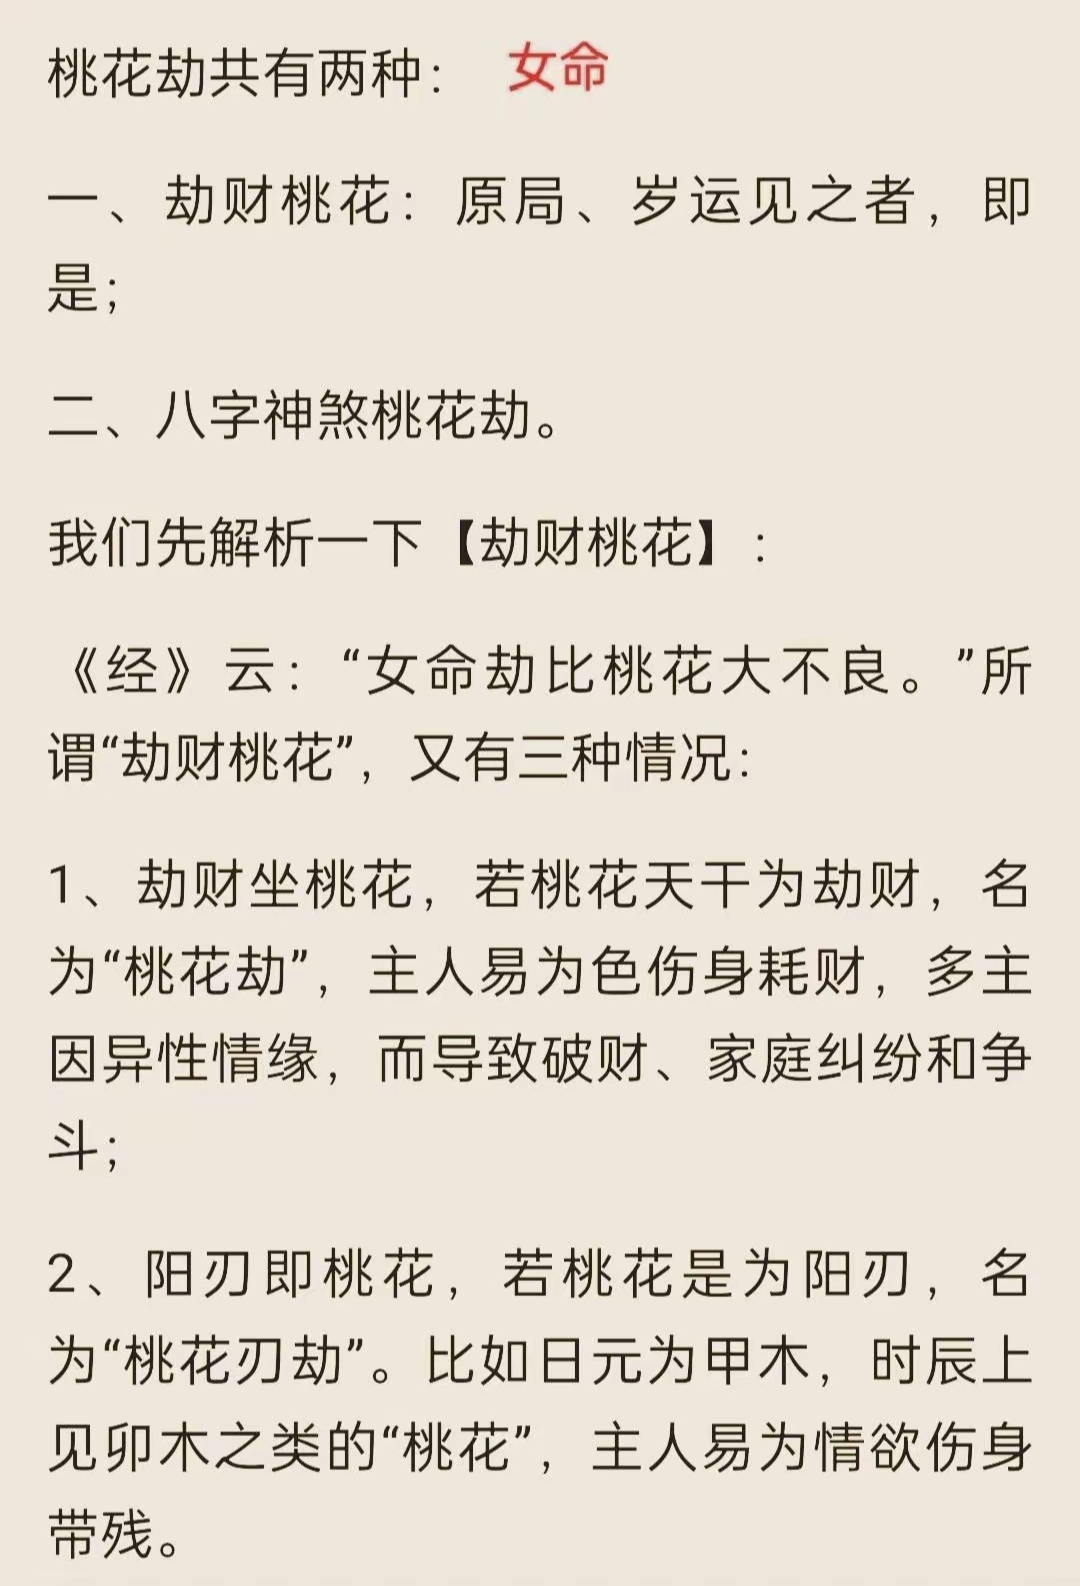 桃花劫共有两种： 女命
一、劫财桃花：原局、岁运见之者，即
是；
二、八字神煞桃花劫。
我们先解析一下【劫财桃花】：
《经》云：“女命劫比桃花大不良。”所
谓“劫财桃花”，又有三种情况：
1、劫财坐桃花，若桃花天干为劫财，名
为“桃花劫”，主人易为色伤身耗财，多主
因异性情缘，而导致破财、家庭纠纷和争
斗；
2、阳刃即桃花，若桃花是为阳刃，名
为“桃花刃劫”。比如日元为甲木，时辰上
见卯木之类的“桃花”，主人易为情欲伤身
带残。